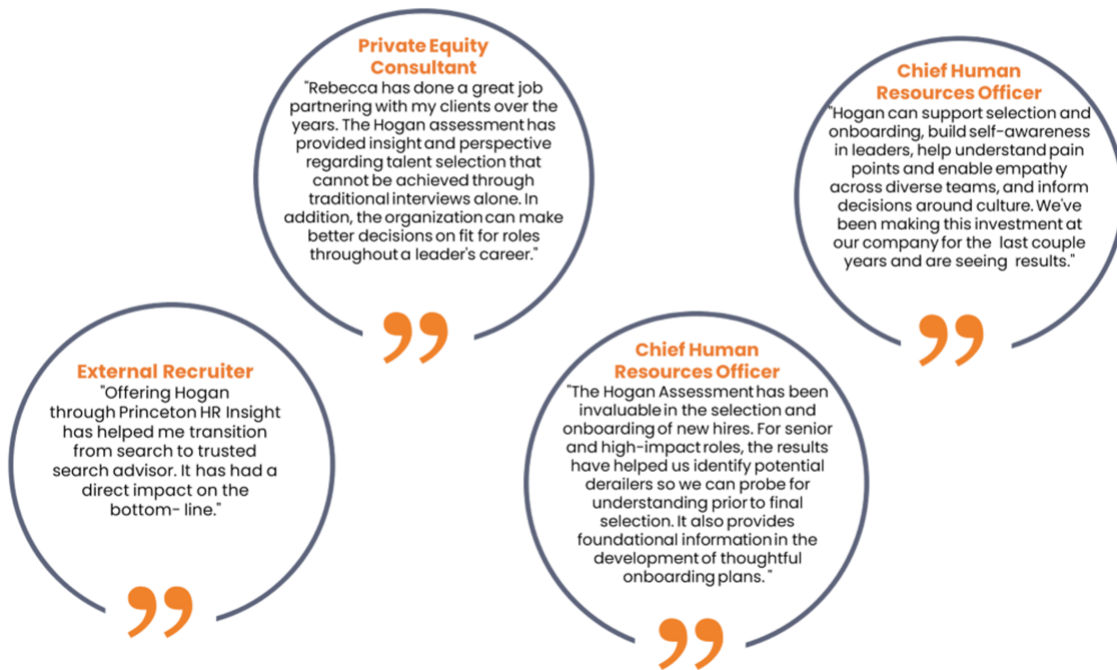 Private Equity
Consultant
"Rebecca has done a great job
partnering with my clients over the
years. The Hogan assessment has
provided insight and perspective
regarding talent selection that
cannot be achieved through
traditional interviews alone. In
addition, the organization can make
better decisions on fit for roles
throughout a leader's career."
”
Chief Human
Resources Officer
"Hogan can support selection and
onboarding, build self-awareness
in leaders, help understand pain
points and enable empathy
across diverse teams, and inform
decisions around culture. We've
been making this investment at
our company for the last couple
years and are seeing results."
”
External Recruiter
"Offering Hogan
through Princeton HR Insight
has helped me transition
from search to trusted
search advisor. It has had a
direct impact on the
bottom- line."
”
Chief Human
Resources Officer
"The Hogan Assessment has been
invaluable in the selection and
onboarding of new hires. For senior
and high-impact roles, the results
have helped us identify potential
derailers so we can probe for
understanding prior to final
selection. It also provides
foundational information in the
development of thoughtful
onboarding plans. "
”